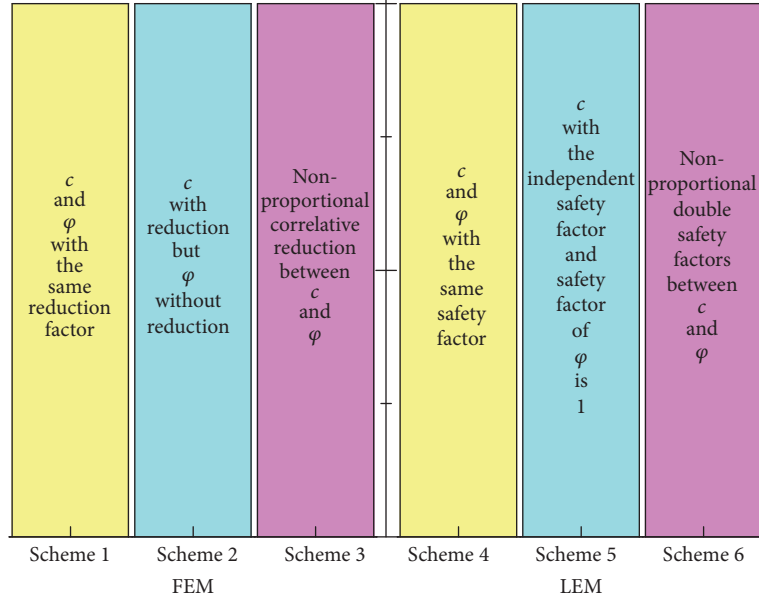 c
and
φ
with
the
same
reduction
factor
c
with
reduction
but
φ
without
reduction
Non-
proportional
correlative
reduction
between
c
and
φ
c
and
φ
with
the
same
safety
factor
c
with
the
independent
safety
factor
and
safety
factor
of
φ
is
1
Non-
proportional
double
safety
factors
between
c
and
φ
Scheme 1
Scheme 2
Scheme 3
Scheme 4
Scheme 5
Scheme 6
FEM
LEM